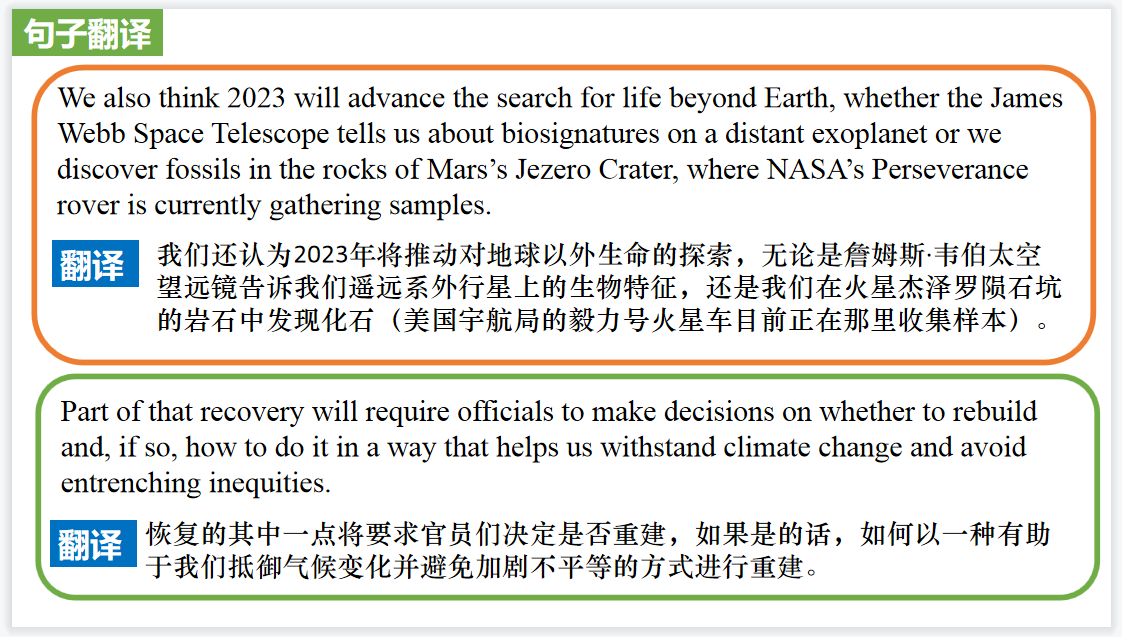 句子翻译
We also think 2023 will advance the search for life beyond Earth, whether the James
Webb Space Telescope tells us about biosignatures on a distant exoplanet or we
discover fossils in the rocks of Mars’s Jezero Crater, where NASA’s Perseverance
rover is currently gathering samples.
翻译
我们还认为2023年将推动对地球以外生命的探索，无论是詹姆斯·韦伯太空
望远镜告诉我们遥远系外行星上的生物特征，还是我们在火星杰泽罗陨石坑
的岩石中发现化石（美国宇航局的毅力号火星车目前正在那里收集样本）。
Part of that recovery will require officials to make decisions on whether to rebuild
and, if so, how to do it in a way that helps us withstand climate change and avoid
entrenching inequities.
翻译
恢复的其中一点将要求官员们决定是否重建，如果是的话，如何以一种有助
于我们抵御气候变化并避免加剧不平等的方式进行重建。